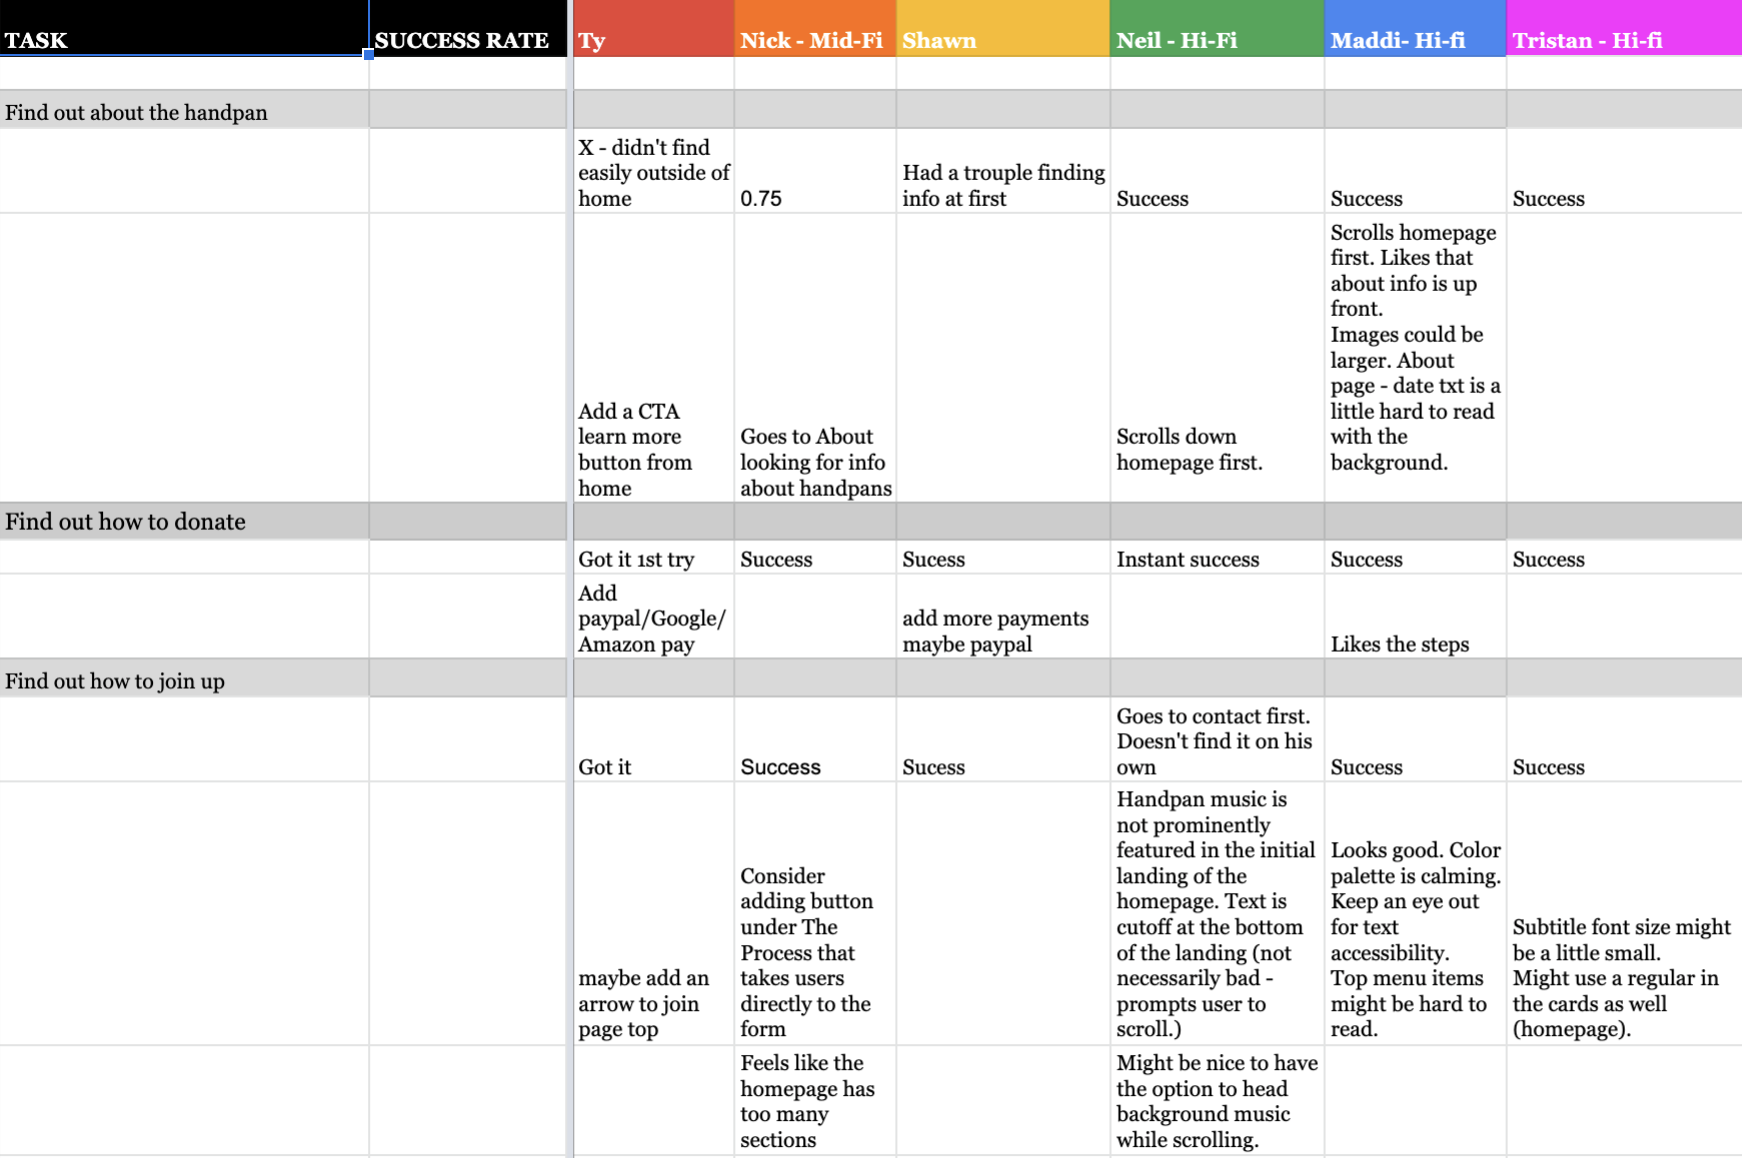 TASK
SUCCESS RATE
Ty
Nick - Mid-Fi
Shawn
Neil - Hi-Fi
Maddi- Hi-fi
Tristan - Hi-fi
Find out about the handpan
X - didn't find
easily outside of
home
0.75
Had a trouple finding
info at first
Success
Success
Success
Add a CTA
learn more
button from
home
Goes to About
looking for info
about handpans
Scrolls down
homepage first.
Scrolls homepage
first. Likes that
about info is up
front.
Images could be
larger. About
page - date txt is a
little hard to read
with the
background.
Find out how to donate
Got it 1st try
Success
Sucess
Instant success
Success
Success
Add
paypal/Google/
Amazon pay
add more payments
maybe paypal
Likes the steps
Find out how to join up
Got it
Success
Sucess
Goes to contact first.
Doesn't find it on his
own
Success
Success
maybe add an
arrow to join
page top
Consider
adding button
under The
Process that
takes users
directly to the
form
Handpan music is
not prominently
featured in the initial
landing of the
homepage. Text is
cutoff at the bottom
of the landing (not
necessarily bad -
prompts user to
scroll.)
Looks good. Color
palette is calming.
Keep an eye out
for text
accessibility.
Top menu items
might be hard to
read.
Subtitle font size might
be a little small.
Might use a regular in
the cards as well
(homepage).
Feels like the
homepage has
too many
sections
Might be nice to have
the option to head
background music
while scrolling.